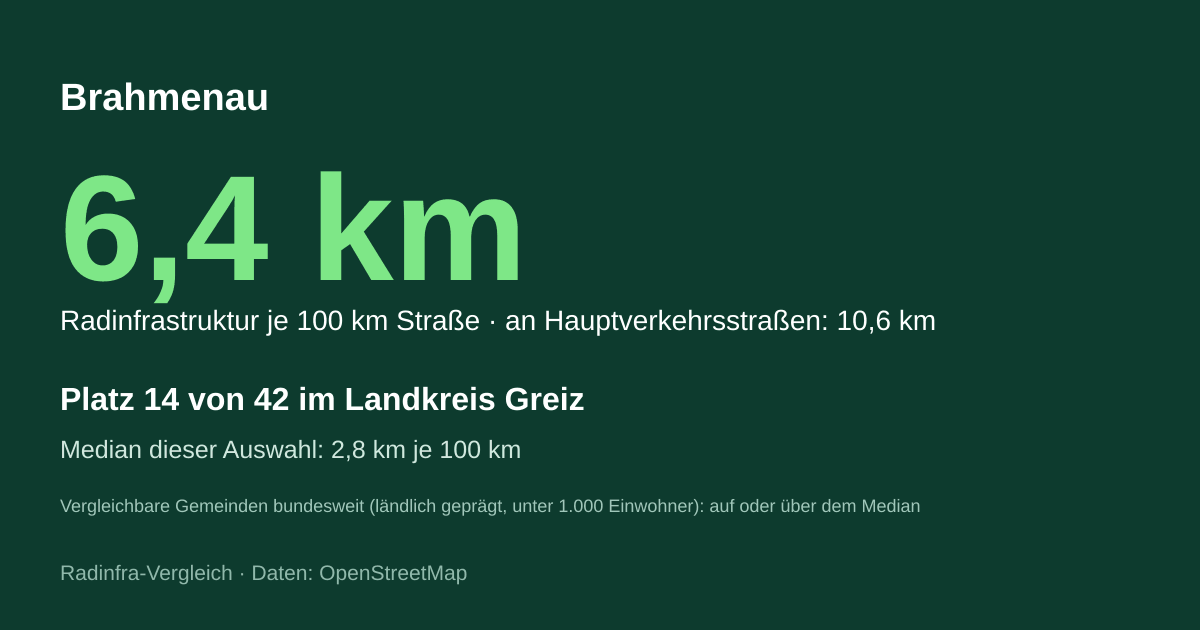 Brahmenau
6,4 km
Radinfrastruktur je 100 km Straße · an Hauptverkehrsstraßen: 10,6 km
Platz 14 von 42 im Landkreis Greiz
Median dieser Auswahl: 2,8 km je 100 km
Vergleichbare Gemeinden bundesweit (ländlich geprägt, unter 1.000 Einwohner): auf oder über dem Median
Radinfra-Vergleich · Daten: OpenStreetMap